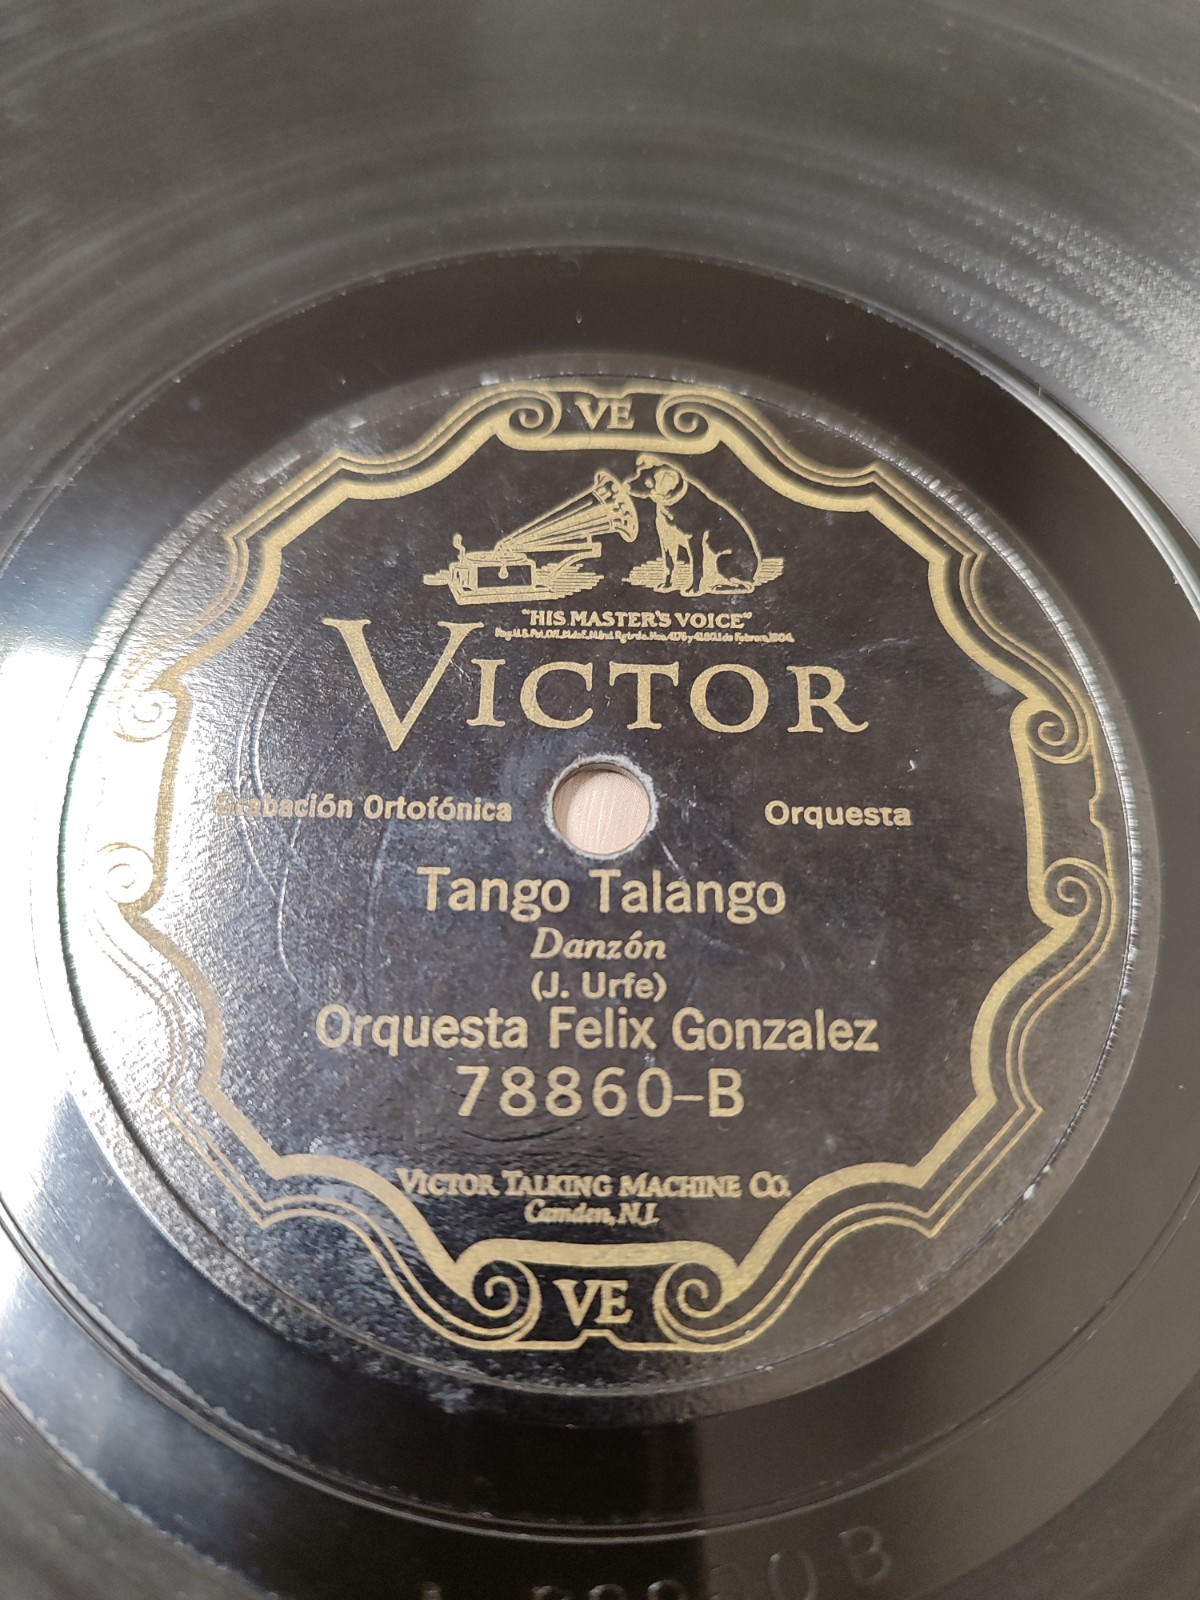 VE
"HIS MASTER'S VOICE"
VICTOR
Grabación Ortofónica Orquesta
Tango Talango
Danzón
(J. Urfe)
Orquesta Felix Gonzalez
78860-B
VICTOR TALKING MACHINE CO.
Camden, N.J.
VE